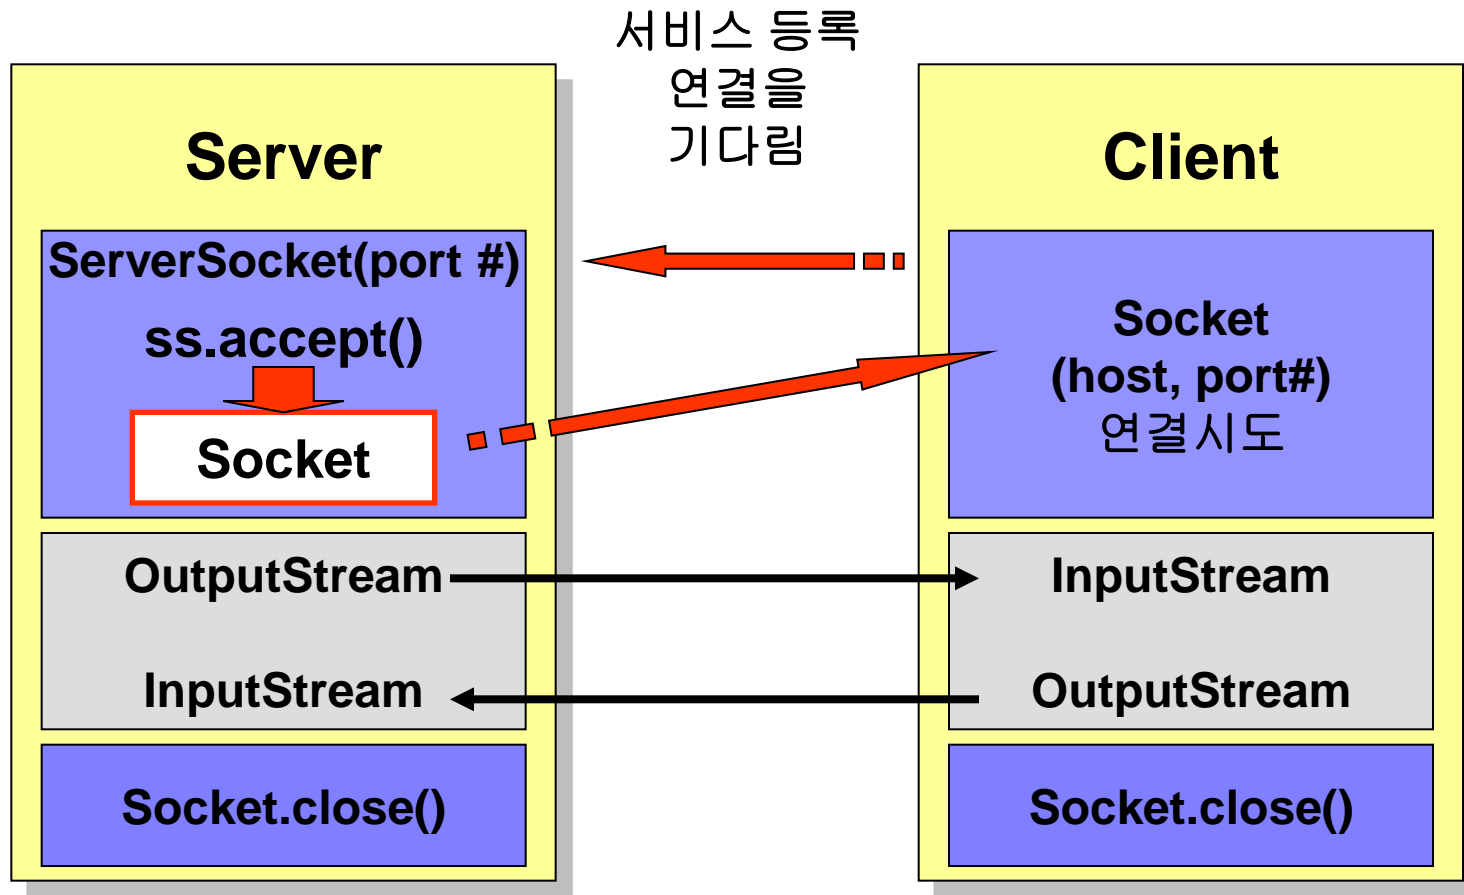 서비스 등록
연결을
기다림
Server
ServerSocket(port #)
ss.accept()
Socket
OutputStream
InputStream
Socket.close()
Client
Socket
(host, port#)
연결시도
InputStream
OutputStream
Socket.close()